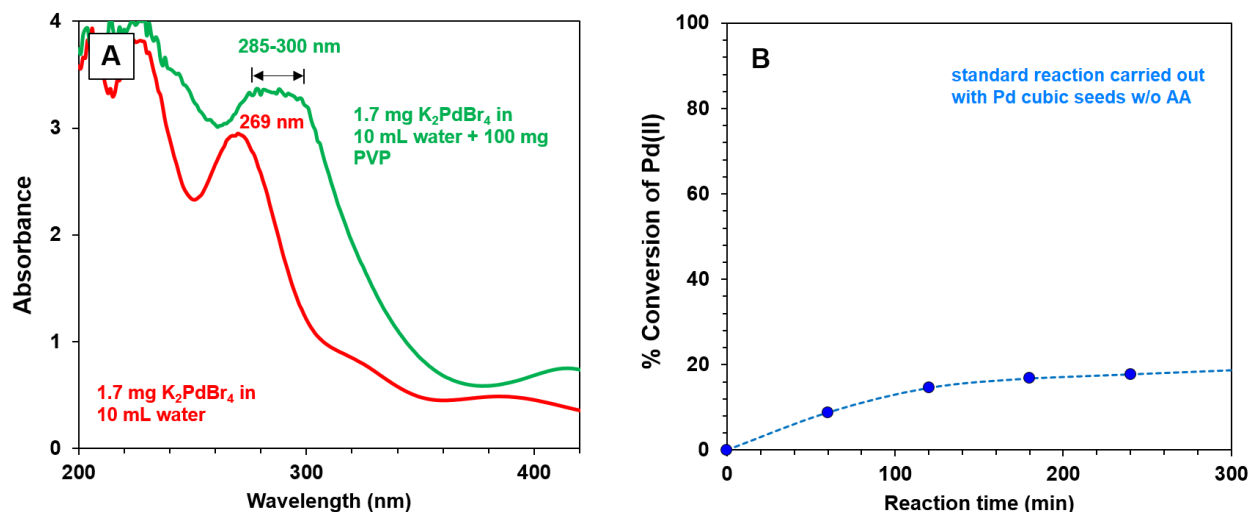 A
285-300 nm
269 nm
1.7 mg K₂PdBr₄ in
10 mL water + 100 mg
PVP
1.7 mg K₂PdBr₄ in
10 mL water
Absorbance
4
3
2
1
0
200
300
400
Wavelength (nm)
B
standard reaction carried out
with Pd cubic seeds w/o AA
% Conversion of Pd(II)
100
80
60
40
20
0
0
100
200
300
Reaction time (min)